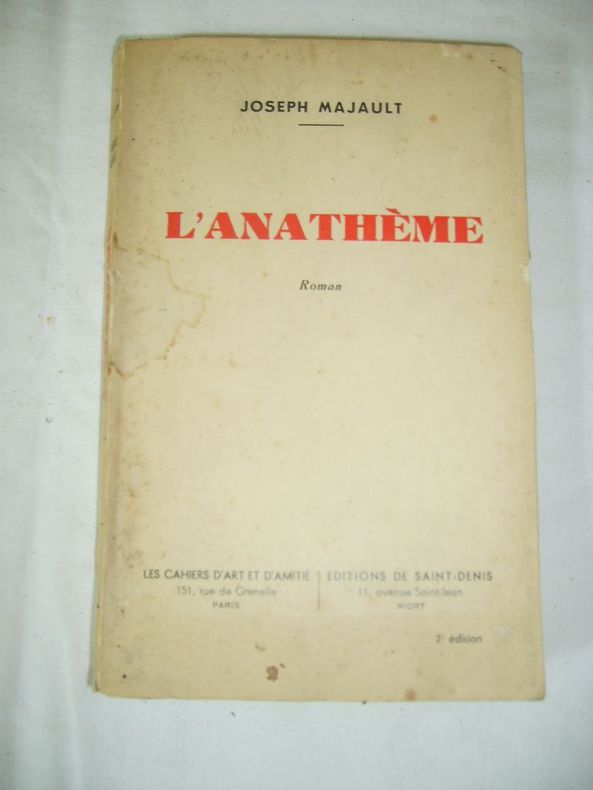 JOSEPH MAJAULT
L'ANATHÈME
Roman
LES CAHIERS D'ART ET D'AMITIÉ
151, rue de Grenelle
PARIS
EDITIONS DE SAINT-DENIS
11, avenue Saint-Jean
NIORT
2e édition